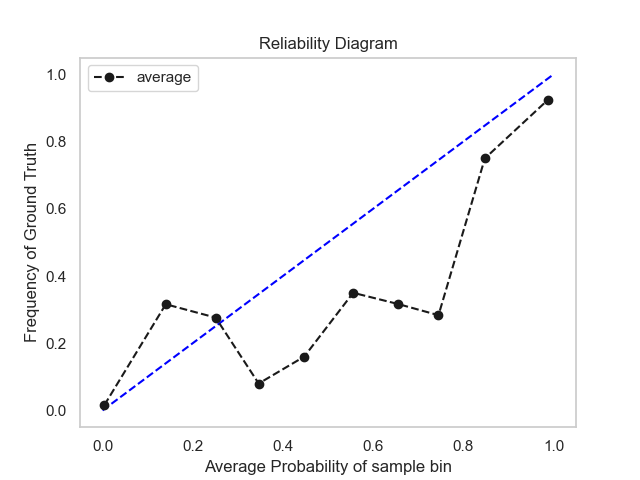 Reliability Diagram
average
Frequency of Ground Truth
1.0
0.8
0.6
0.4
0.2
0.0
0.0 0.2 0.4 0.6 0.8 1.0
Average Probability of sample bin